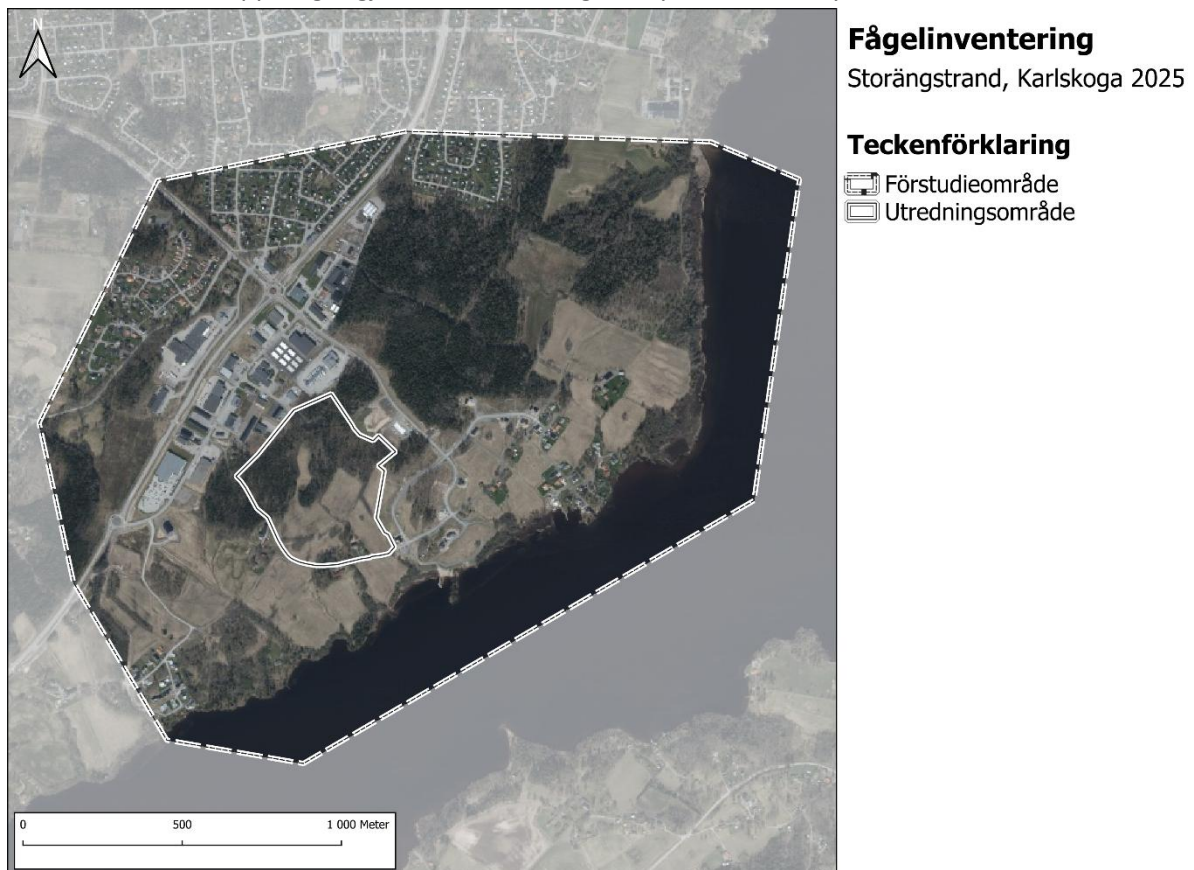 N
Fågelinventering
Storängstrand, Karlskoga 2025
Teckenförklaring
Förstudieområde
Utredningsområde
0 500 1 000 Meter